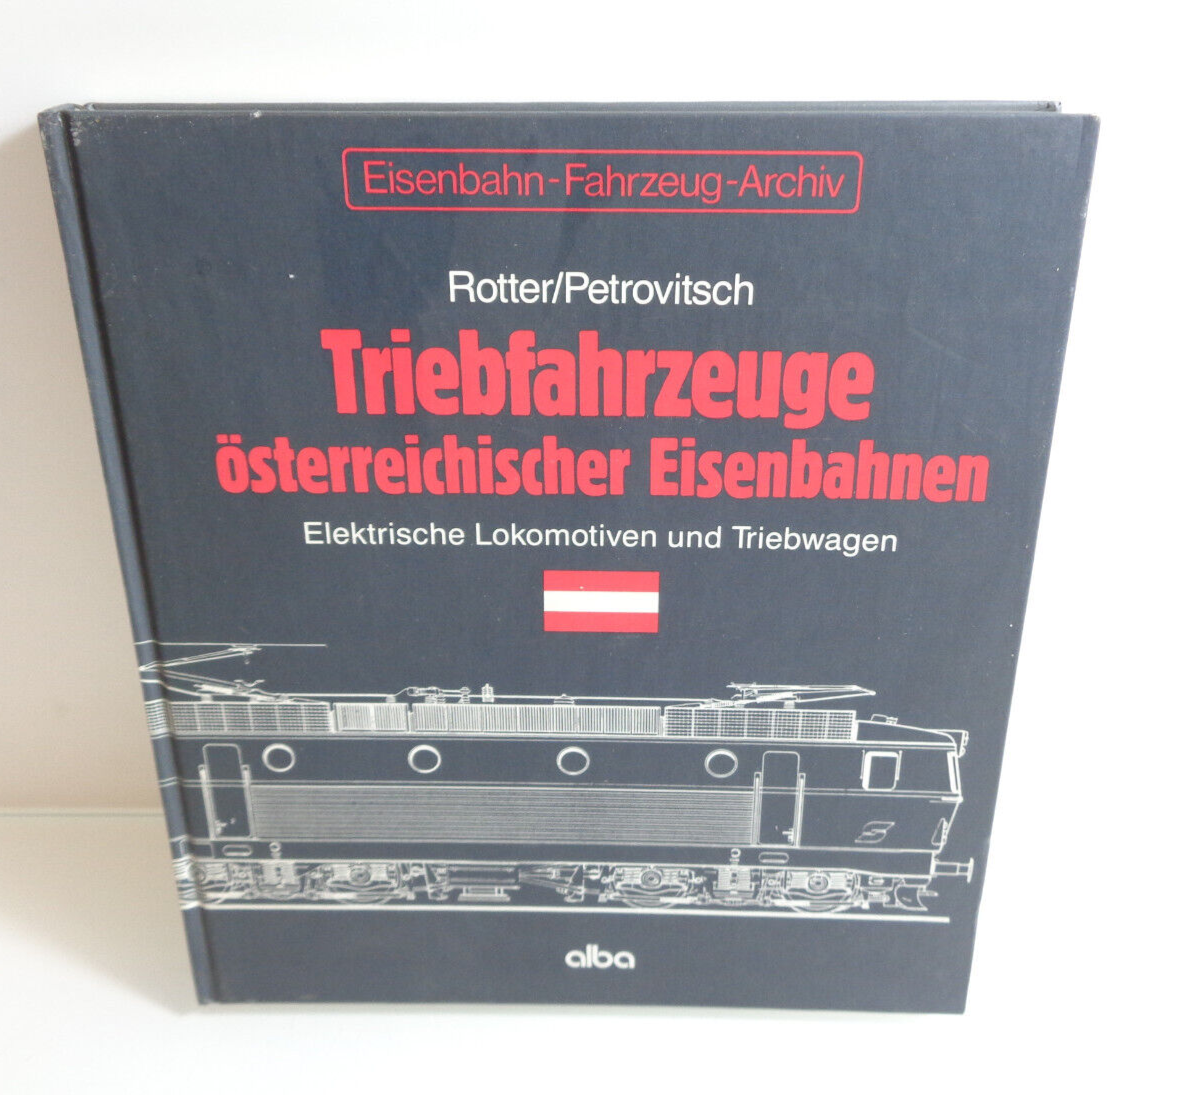 Eisenbahn-Fahrzeug-Archiv
Rotter/Petrovitsch
Triebfahrzeuge
österreichischer Eisenbahnen
Elektrische Lokomotiven und Triebwagen
alba